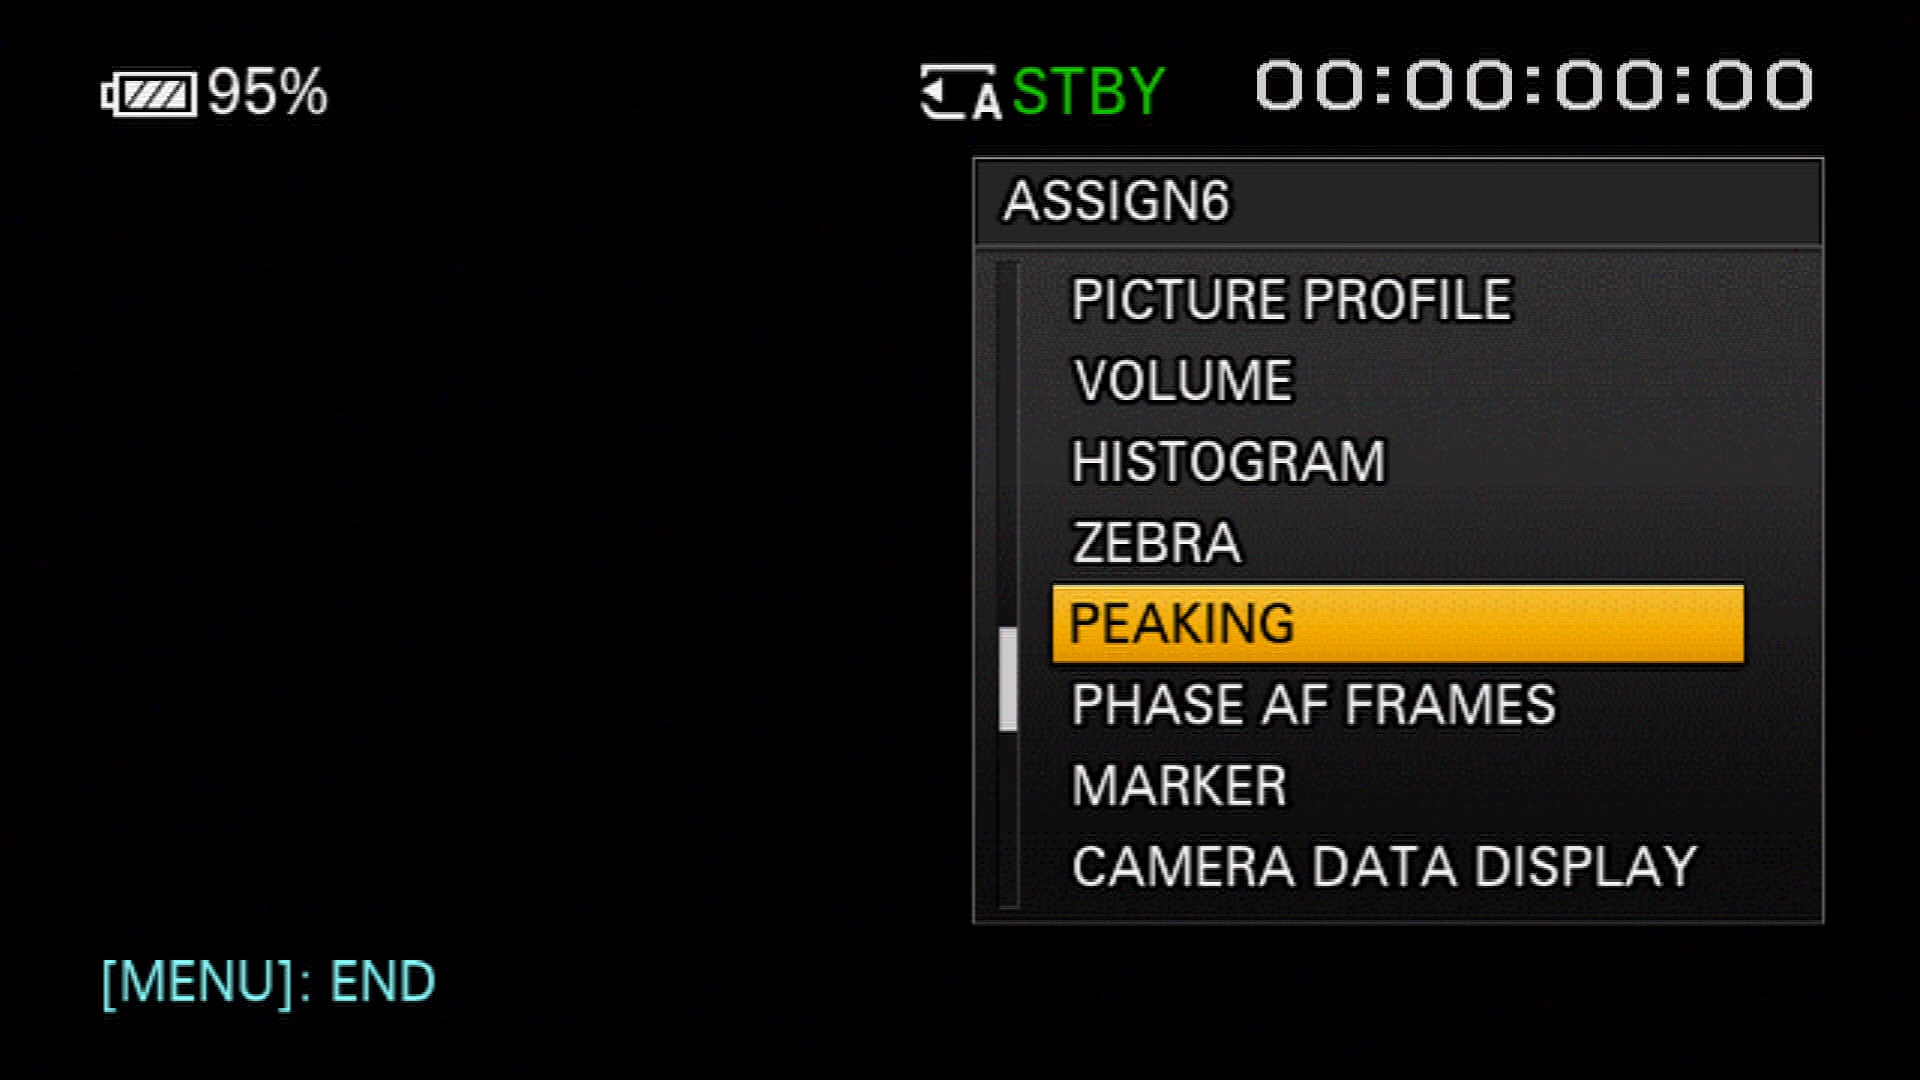 95%
A STBY 00:00:00:00
ASSIGN6
PICTURE PROFILE
VOLUME
HISTOGRAM
ZEBRA
PEAKING
PHASE AF FRAMES
MARKER
CAMERA DATA DISPLAY
[MENU]: END